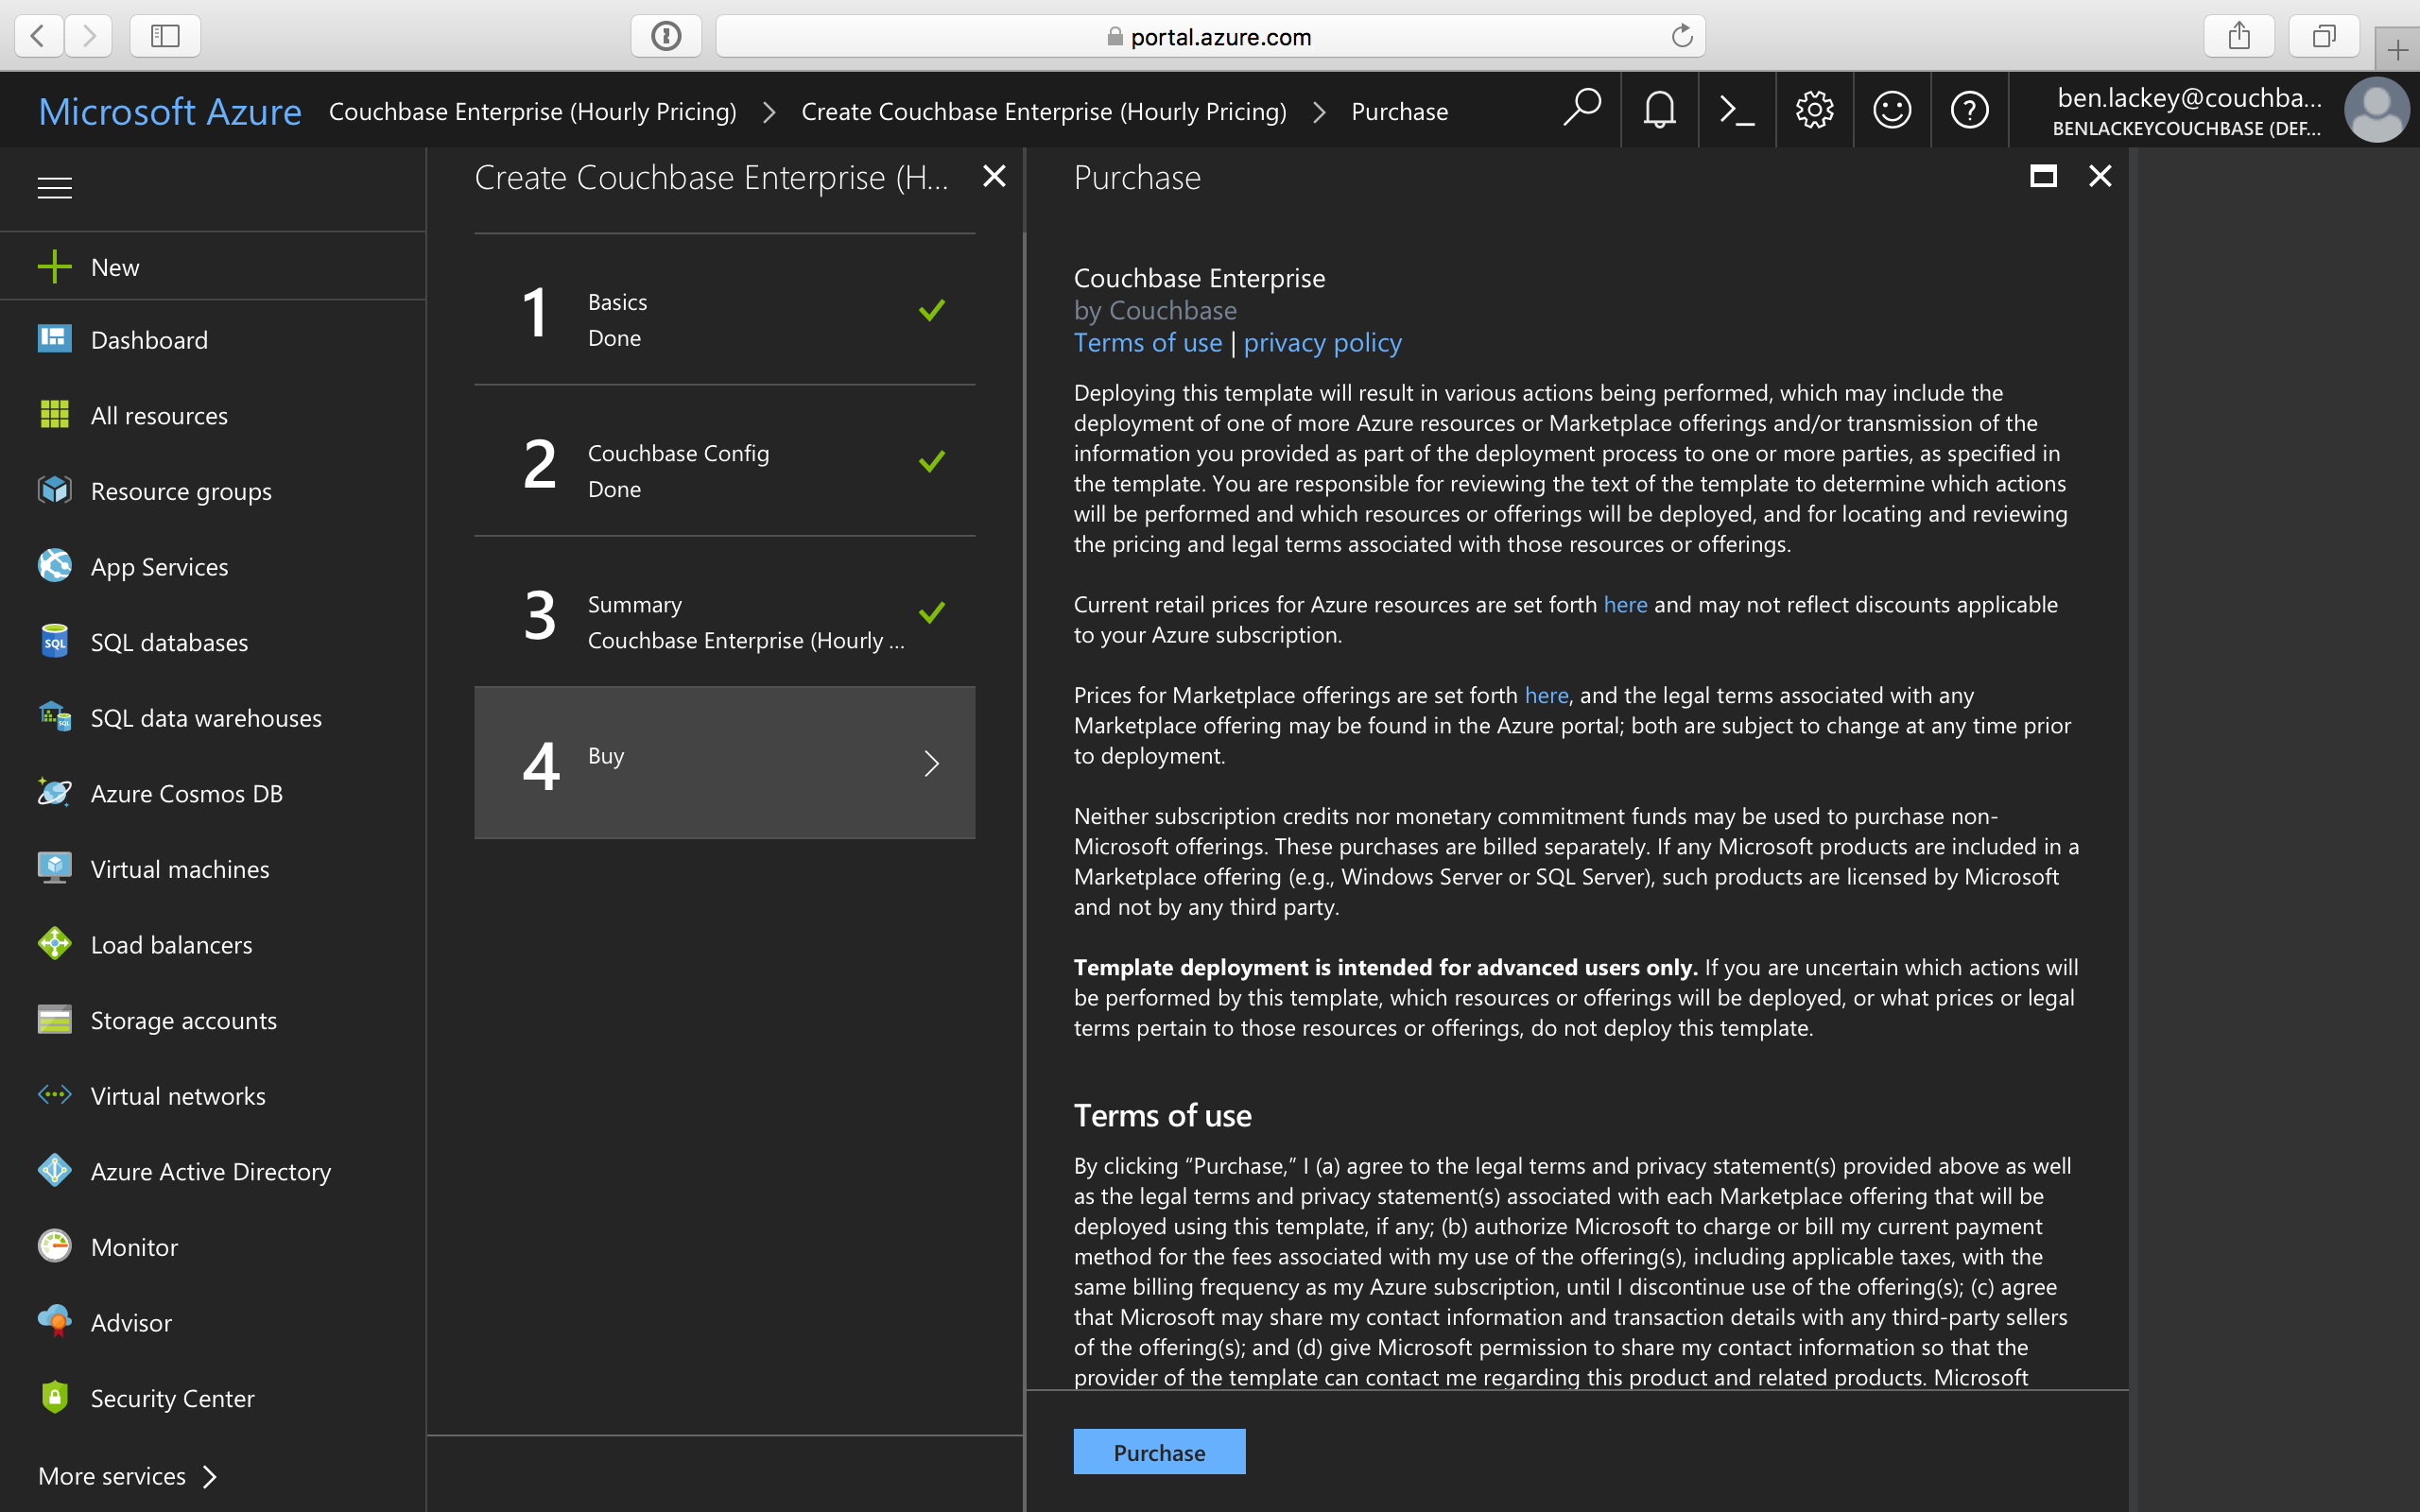 portal.azure.com
Microsoft Azure
Couchbase Enterprise (Hourly Pricing)
Create Couchbase Enterprise (Hourly Pricing)
Purchase
>_
ben.lackey@couchba...
BENLACKEYCOUCHBASE (DEF...
New
Dashboard
All resources
Resource groups
App Services
SQL databases
SQL data warehouses
Azure Cosmos DB
Virtual machines
Load balancers
Storage accounts
Virtual networks
Azure Active Directory
Monitor
Advisor
Security Center
More services
Create Couchbase Enterprise (H...
1
Basics
Done
2
Couchbase Config
Done
3
Summary
Couchbase Enterprise (Hourly ...
4
Buy
Purchase
Couchbase Enterprise
by Couchbase
Terms of use | privacy policy
Deploying this template will result in various actions being performed, which may include the
deployment of one of more Azure resources or Marketplace offerings and/or transmission of the
information you provided as part of the deployment process to one or more parties, as specified in
the template. You are responsible for reviewing the text of the template to determine which actions
will be performed and which resources or offerings will be deployed, and for locating and reviewing
the pricing and legal terms associated with those resources or offerings.
Current retail prices for Azure resources are set forth here and may not reflect discounts applicable
to your Azure subscription.
Prices for Marketplace offerings are set forth here, and the legal terms associated with any
Marketplace offering may be found in the Azure portal; both are subject to change at any time prior
to deployment.
Neither subscription credits nor monetary commitment funds may be used to purchase non-
Microsoft offerings. These purchases are billed separately. If any Microsoft products are included in a
Marketplace offering (e.g., Windows Server or SQL Server), such products are licensed by Microsoft
and not by any third party.
Template deployment is intended for advanced users only. If you are uncertain which actions will
be performed by this template, which resources or offerings will be deployed, or what prices or legal
terms pertain to those resources or offerings, do not deploy this template.
Terms of use
By clicking “Purchase,” I (a) agree to the legal terms and privacy statement(s) provided above as well
as the legal terms and privacy statement(s) associated with each Marketplace offering that will be
deployed using this template, if any; (b) authorize Microsoft to charge or bill my current payment
method for the fees associated with my use of the offering(s), including applicable taxes, with the
same billing frequency as my Azure subscription, until I discontinue use of the offering(s); (c) agree
that Microsoft may share my contact information and transaction details with any third-party sellers
of the offering(s); and (d) give Microsoft permission to share my contact information so that the
provider of the template can contact me regarding this product and related products. Microsoft
Purchase